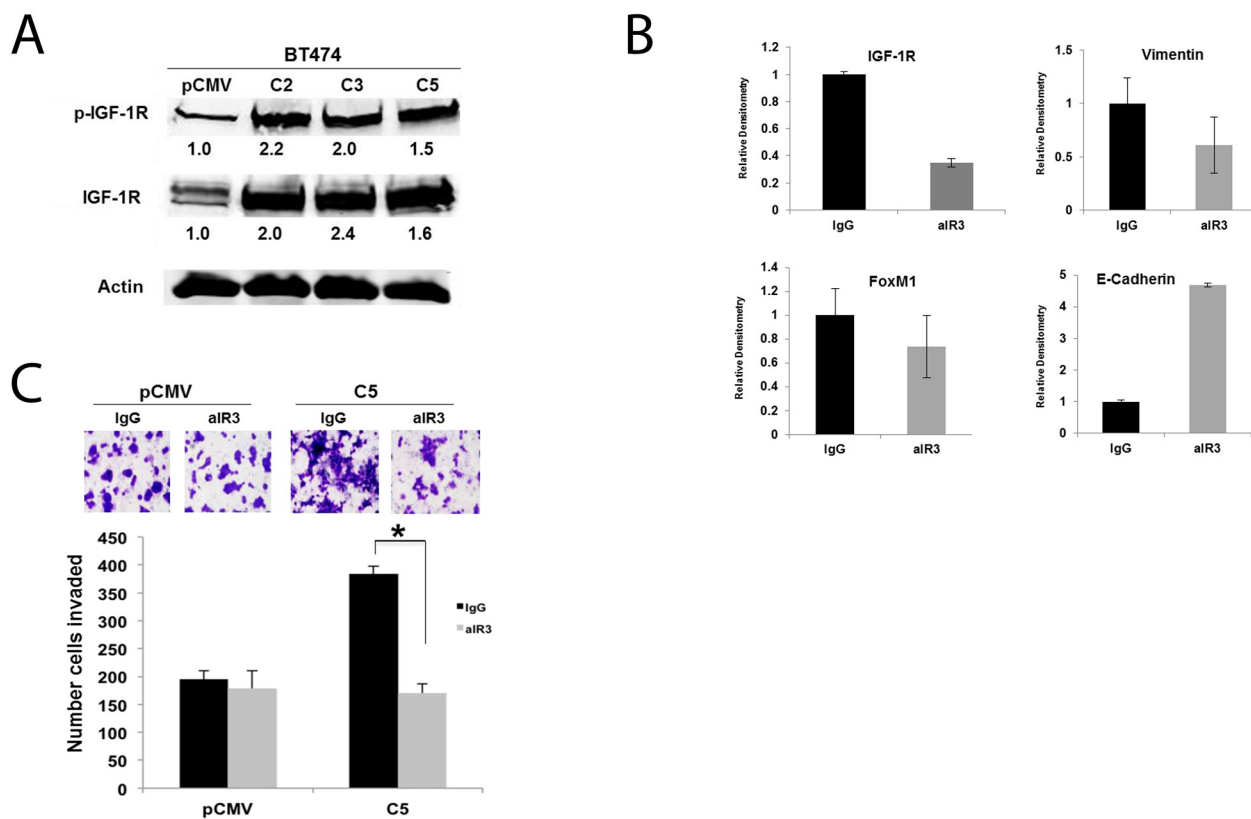 A
BT474
pCMV C2 C3 C5
p-IGF-1R
1.0 2.2 2.0 1.5
IGF-1R
1.0 2.0 2.4 1.6
Actin
B
IGF-1R
Relative Densitometry
1.2
1
0.8
0.6
0.4
0.2
0
IgG aIR3
Vimentin
Relative Densitometry
1.5
1
0.5
0
IgG aIR3
FoxM1
Relative Densitometry
1.4
1.2
1
0.8
0.6
0.4
0.2
0
IgG aIR3
E-Cadherin
Relative Densitometry
5
4
3
2
1
0
IgG aIR3
C
pCMV C5
IgG aIR3 IgG aIR3
Number cells invaded
450
400
350
300
250
200
150
100
50
0
*
IgG
aIR3
pCMV C5